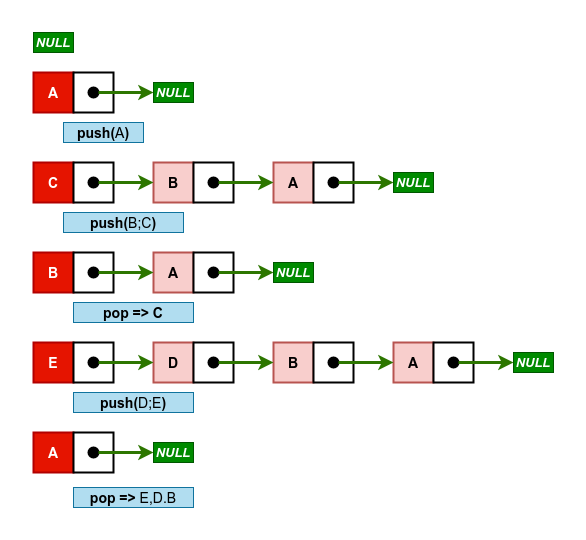 NULL
A NULL
push(A)
C B A NULL
push(B;C)
B A NULL
pop => C
E D B A NULL
push(D;E)
A NULL
pop => E,D.B